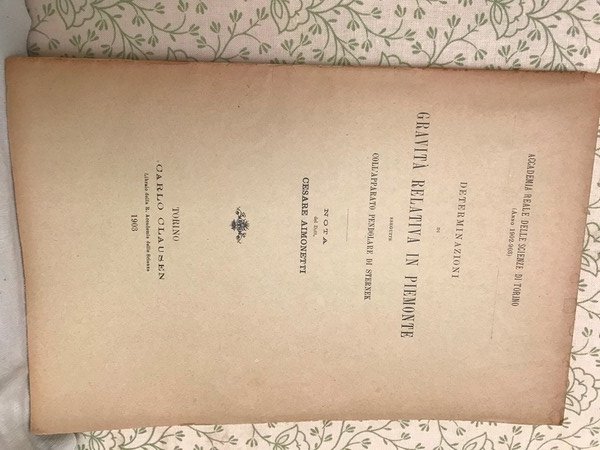 ACCADEMIA REALE DELLE SCIENZE DI TORINO
(Anno 1902-903)
DETERMINAZIONI
DI
GRAVITÀ RELATIVA IN PIEMONTE
ESEGUITE
COLL'APPARATO PENDOLARE DI STERNEK
NOTA
del Dott.
CESARE AIMONETTI
TORINO
CARLO CLAUSEN
Libraio della R. Accademia delle Scienze
1903